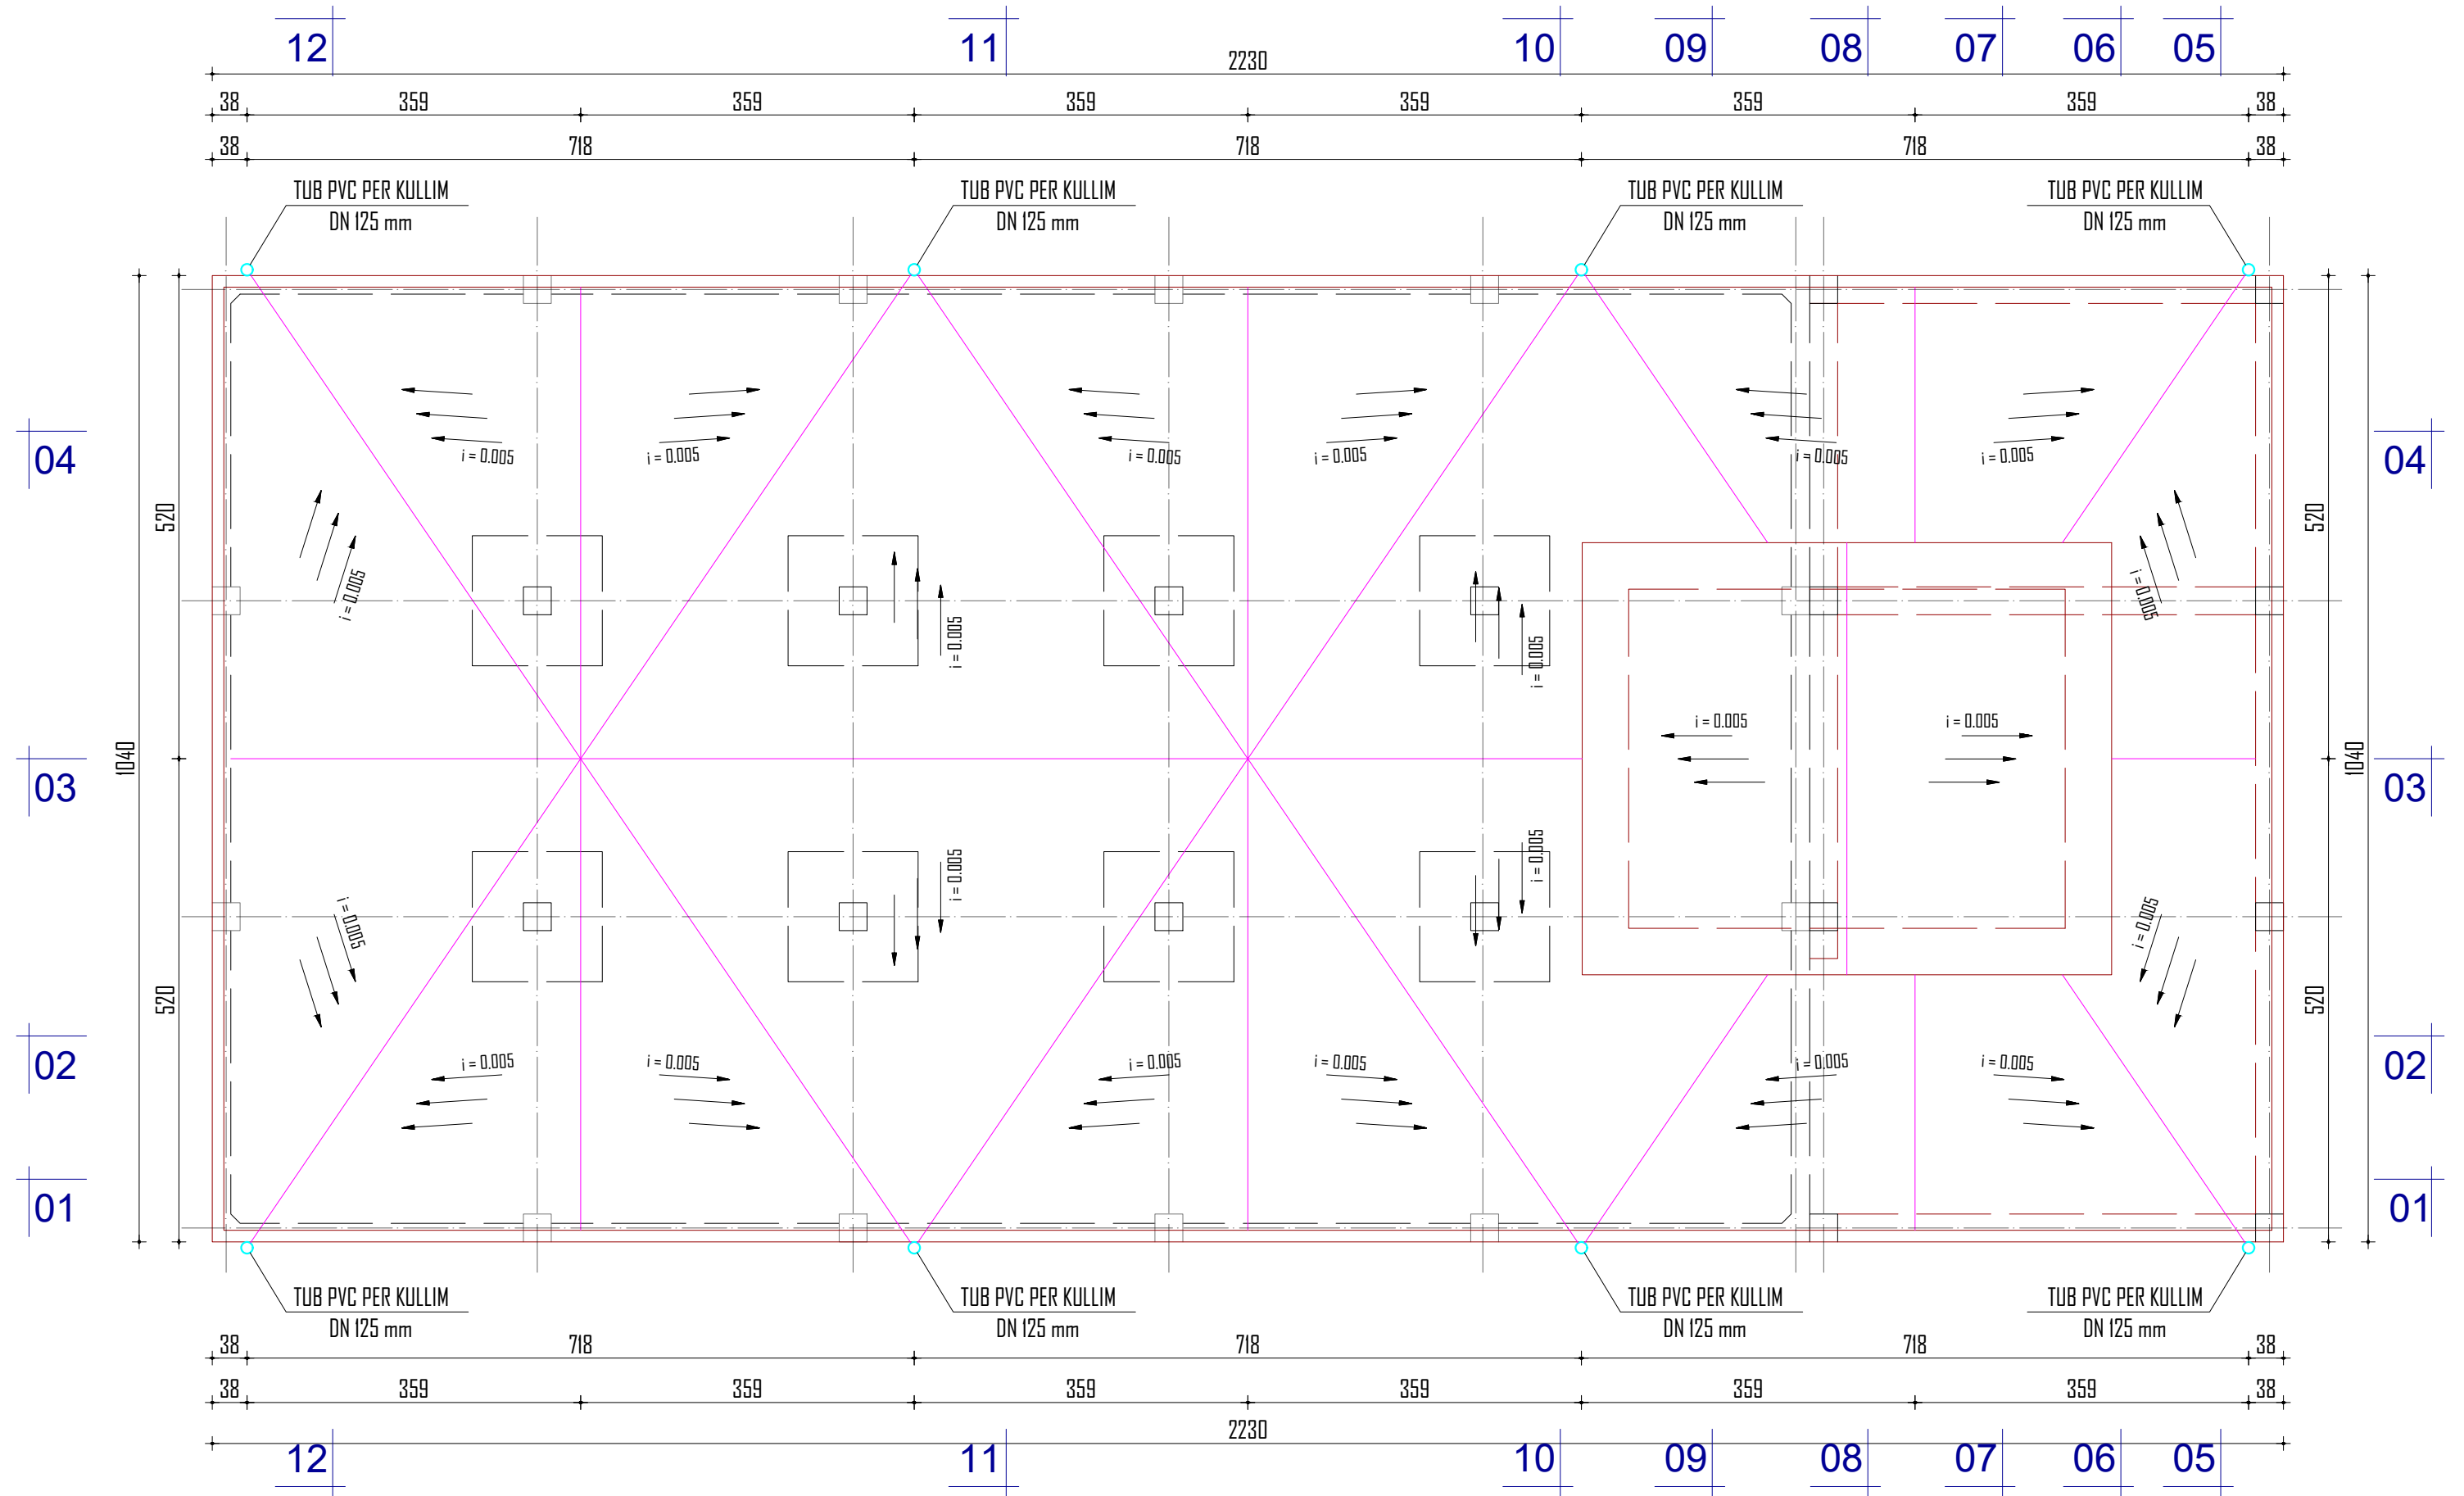 12 11 10 09 08 07 06 05
2230
38 359 359 359 359 359 359 38
38 718 718 718 38
TUB PVC PER KULLIM TUB PVC PER KULLIM TUB PVC PER KULLIM TUB PVC PER KULLIM
DN 125 mm DN 125 mm DN 125 mm DN 125 mm
04 04
i = 0.005 i = 0.005 i = 0.005 i = 0.005 i = 0.005 i = 0.005
520 520
i = 0.005 i = 0.005
i = 0.005 i = 0.005
i = 0.005 i = 0.005
1040 1040
03 03
i = 0.005 i = 0.005
i = 0.005 i = 0.005
520 520
02 02
i = 0.005 i = 0.005 i = 0.005 i = 0.005 i = 0.005 i = 0.005
01 01
TUB PVC PER KULLIM TUB PVC PER KULLIM TUB PVC PER KULLIM TUB PVC PER KULLIM
DN 125 mm DN 125 mm DN 125 mm DN 125 mm
38 718 718 718 38
38 359 359 359 359 359 359 38
2230
12 11 10 09 08 07 06 05